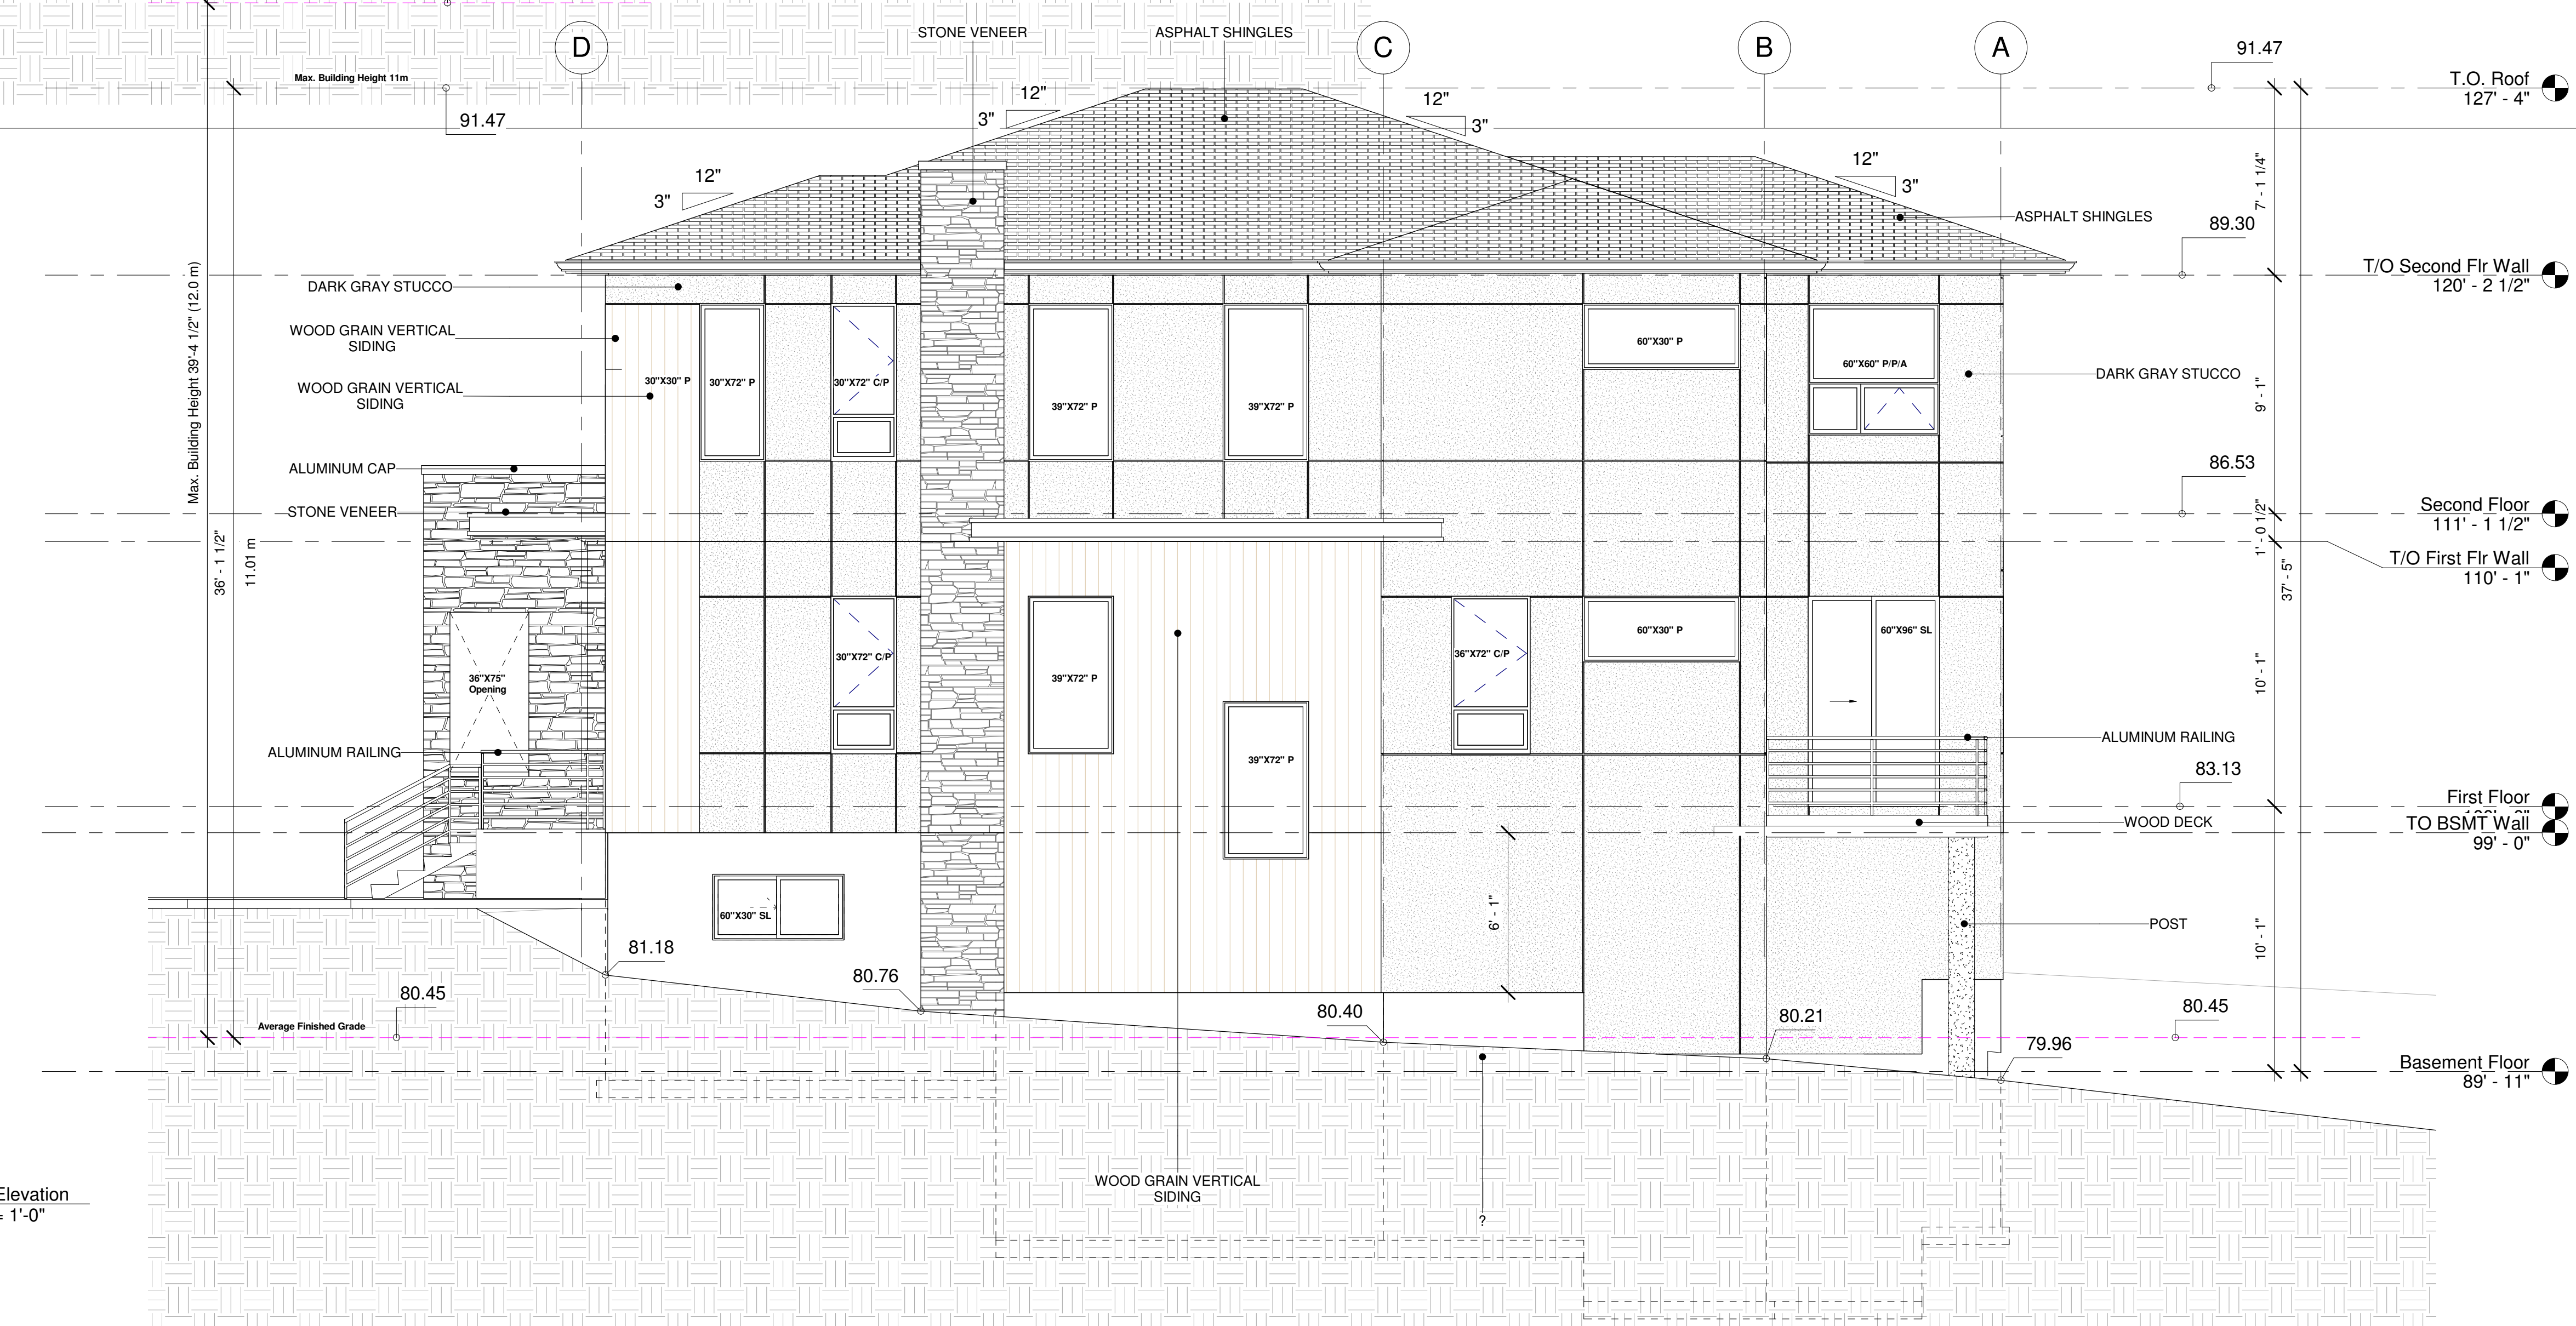 STONE VENEER
ASPHALT SHINGLES
D
C
B
A
91.47
Max. Building Height 11m
T.O. Roof
127' - 4"
91.47
12"
3"
12"
3"
12"
3"
12"
3"
7' - 1 1/4"
ASPHALT SHINGLES
89.30
T/O Second Flr Wall
120' - 2 1/2"
DARK GRAY STUCCO
WOOD GRAIN VERTICAL
SIDING
WOOD GRAIN VERTICAL
SIDING
Max. Building Height 39'-4 1/2" (12.0 m)
30"X30" P
30"X72" P
30"X72" C/P
39"X72" P
39"X72" P
60"X30" P
60"X60" P/P/A
DARK GRAY STUCCO
9' - 1"
ALUMINUM CAP
86.53
STONE VENEER
Second Floor
111' - 1 1/2"
1' - 0 1/2"
36' - 1 1/2"
11.01 m
T/O First Flr Wall
110' - 1"
37' - 5"
36"X75"
Opening
30"X72" C/P
39"X72" P
39"X72" P
36"X72" C/P
60"X30" P
60"X96" SL
10' - 1"
ALUMINUM RAILING
ALUMINUM RAILING
83.13
First Floor
TO BSMT Wall
99' - 0"
WOOD DECK
60"X30" SL
6' - 1"
POST
10' - 1"
81.18
80.76
80.45
Average Finished Grade
80.40
80.21
80.45
79.96
Basement Floor
89' - 11"
WOOD GRAIN VERTICAL
SIDING
?
Elevation
= 1'-0"